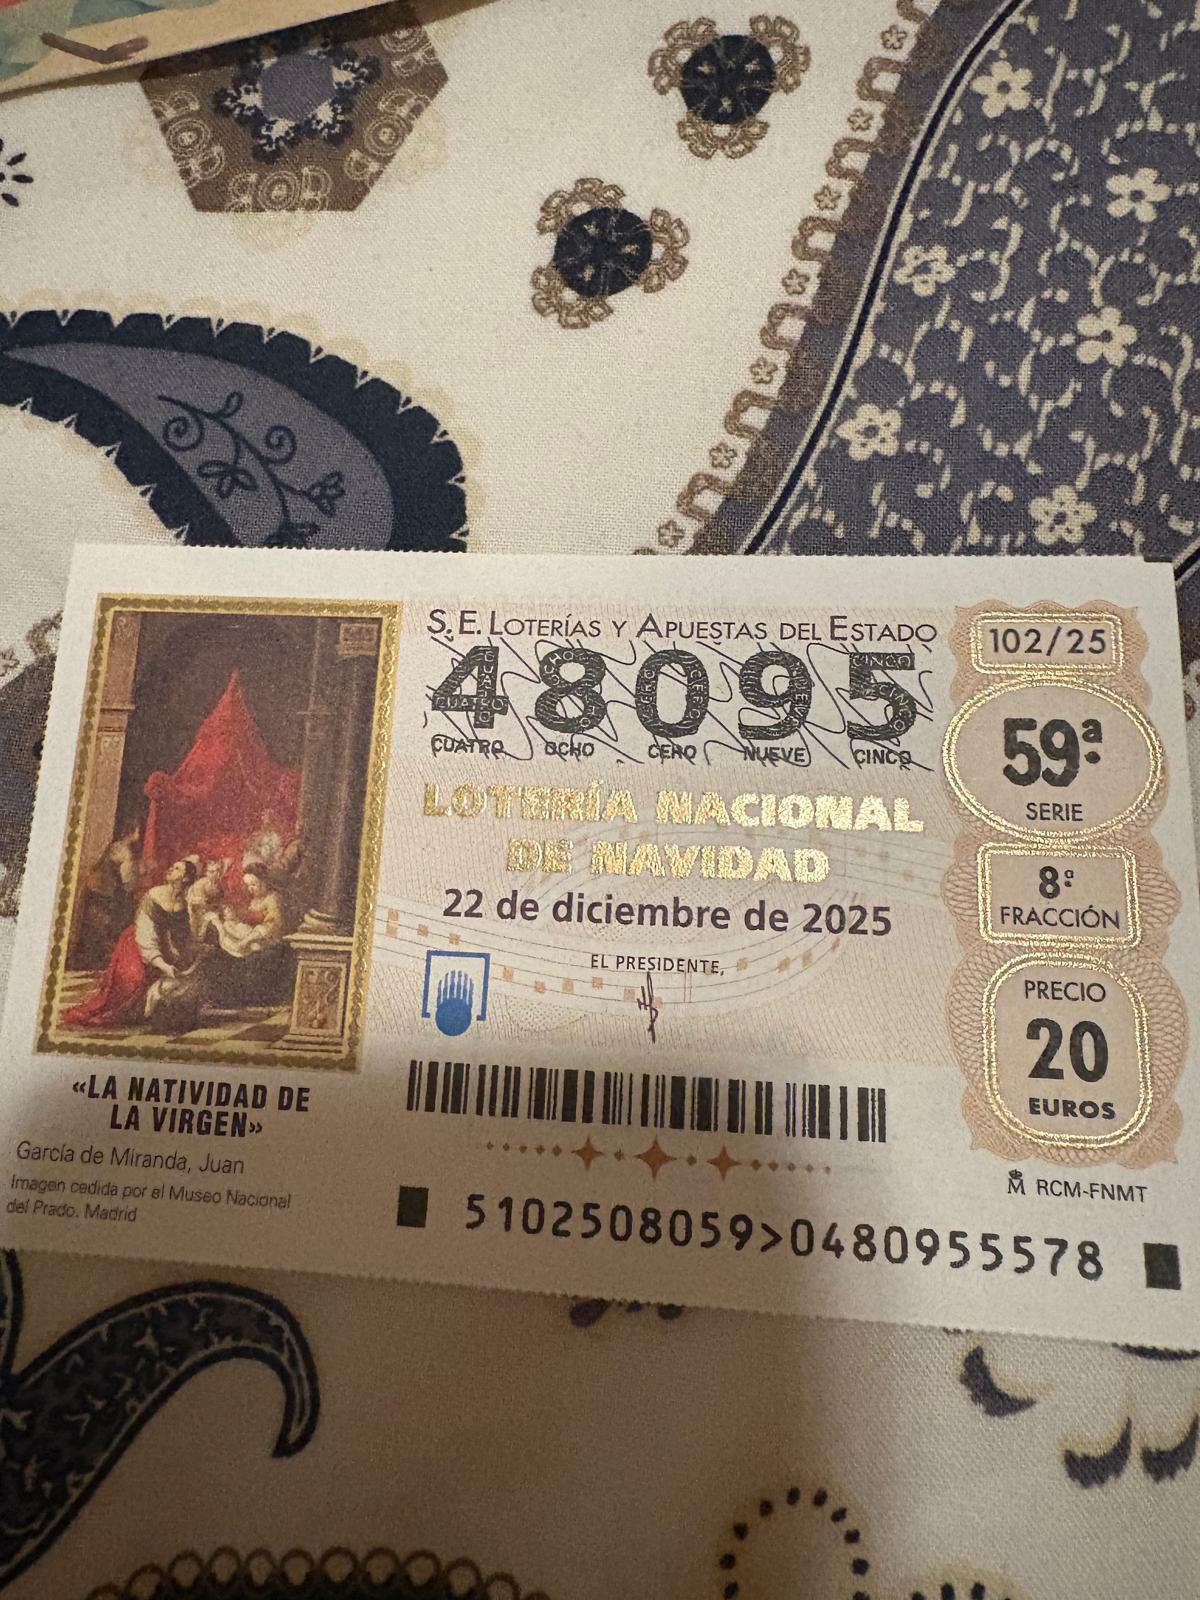 S.E. LOTERÍAS Y APUESTAS DEL ESTADO
48095
CUATRO OCHO CERO NUEVE CINCO
LOTERÍA NACIONAL
DE NAVIDAD
22 de diciembre de 2025
EL PRESIDENTE,
102/25
59ª
SERIE
8ª
FRACCIÓN
PRECIO
20
EUROS
«LA NATIVIDAD DE
LA VIRGEN»
García de Miranda, Juan
Imagen cedida por el Museo Nacional
del Prado. Madrid
M RCM-FNMT
5102508059>0480955578